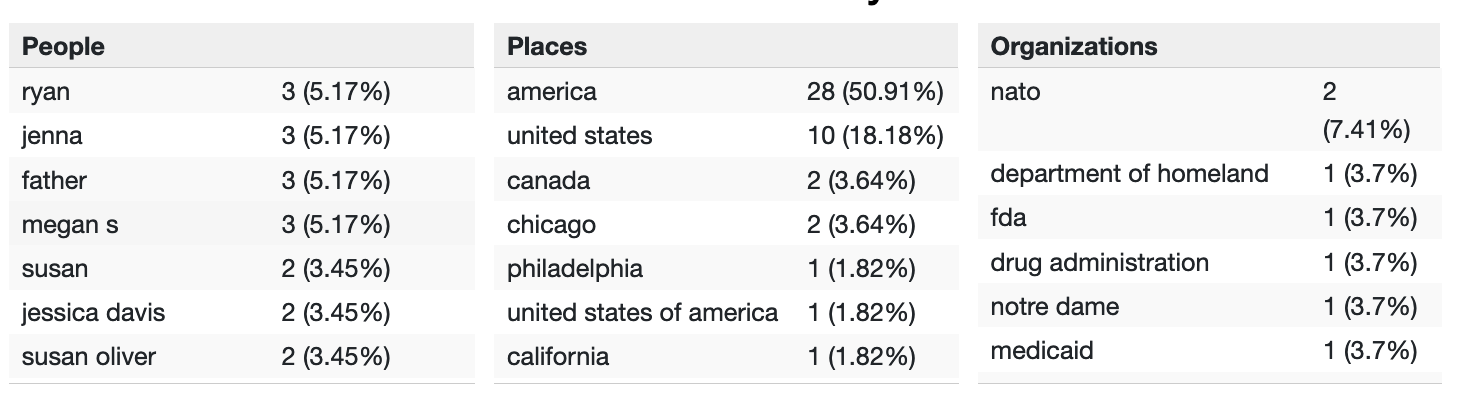 People
ryan 3 (5.17%)
jenna 3 (5.17%)
father 3 (5.17%)
megan s 3 (5.17%)
susan 2 (3.45%)
jessica davis 2 (3.45%)
susan oliver 2 (3.45%)
Places
america 28 (50.91%)
united states 10 (18.18%)
canada 2 (3.64%)
chicago 2 (3.64%)
philadelphia 1 (1.82%)
united states of america 1 (1.82%)
california 1 (1.82%)
Organizations
nato 2
(7.41%)
department of homeland 1 (3.7%)
fda 1 (3.7%)
drug administration 1 (3.7%)
notre dame 1 (3.7%)
medicaid 1 (3.7%)